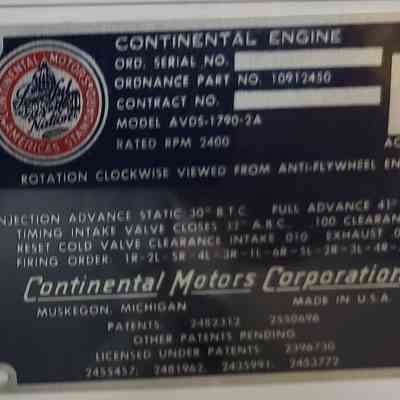 CONTINENTAL ENGINE
ORD. SERIAL NO.
ORDNANCE PART NO. 10912450
CONTRACT NO.
MODEL AVDS-1790-2A
RATED RPM 2400
ROTATION CLOCKWISE VIEWED FROM ANTI-FLYWHEEL EN
NJECTION ADVANCE STATIC 30° B.T.C. FULL ADVANCE 43°
TIMING INTAKE VALVE CLOSES A.B.C. 100 CLEARAN
RESET COLD VALVE CLEARANCE INTAKE .010 EXHAUST .0
FIRING ORDER: 1R-2L-5R-4L-3R-1L-6R-5L-2R-3L-4R-
Continental Motors Corporation
MUSKEGON, MICHIGAN MADE IN U.S.A.
PATENTS: 2482312 2550696
OTHER PATENTS PENDING
LICENSED UNDER PATENTS: 2396730
2455457; 2481962; 2435991; 2453772